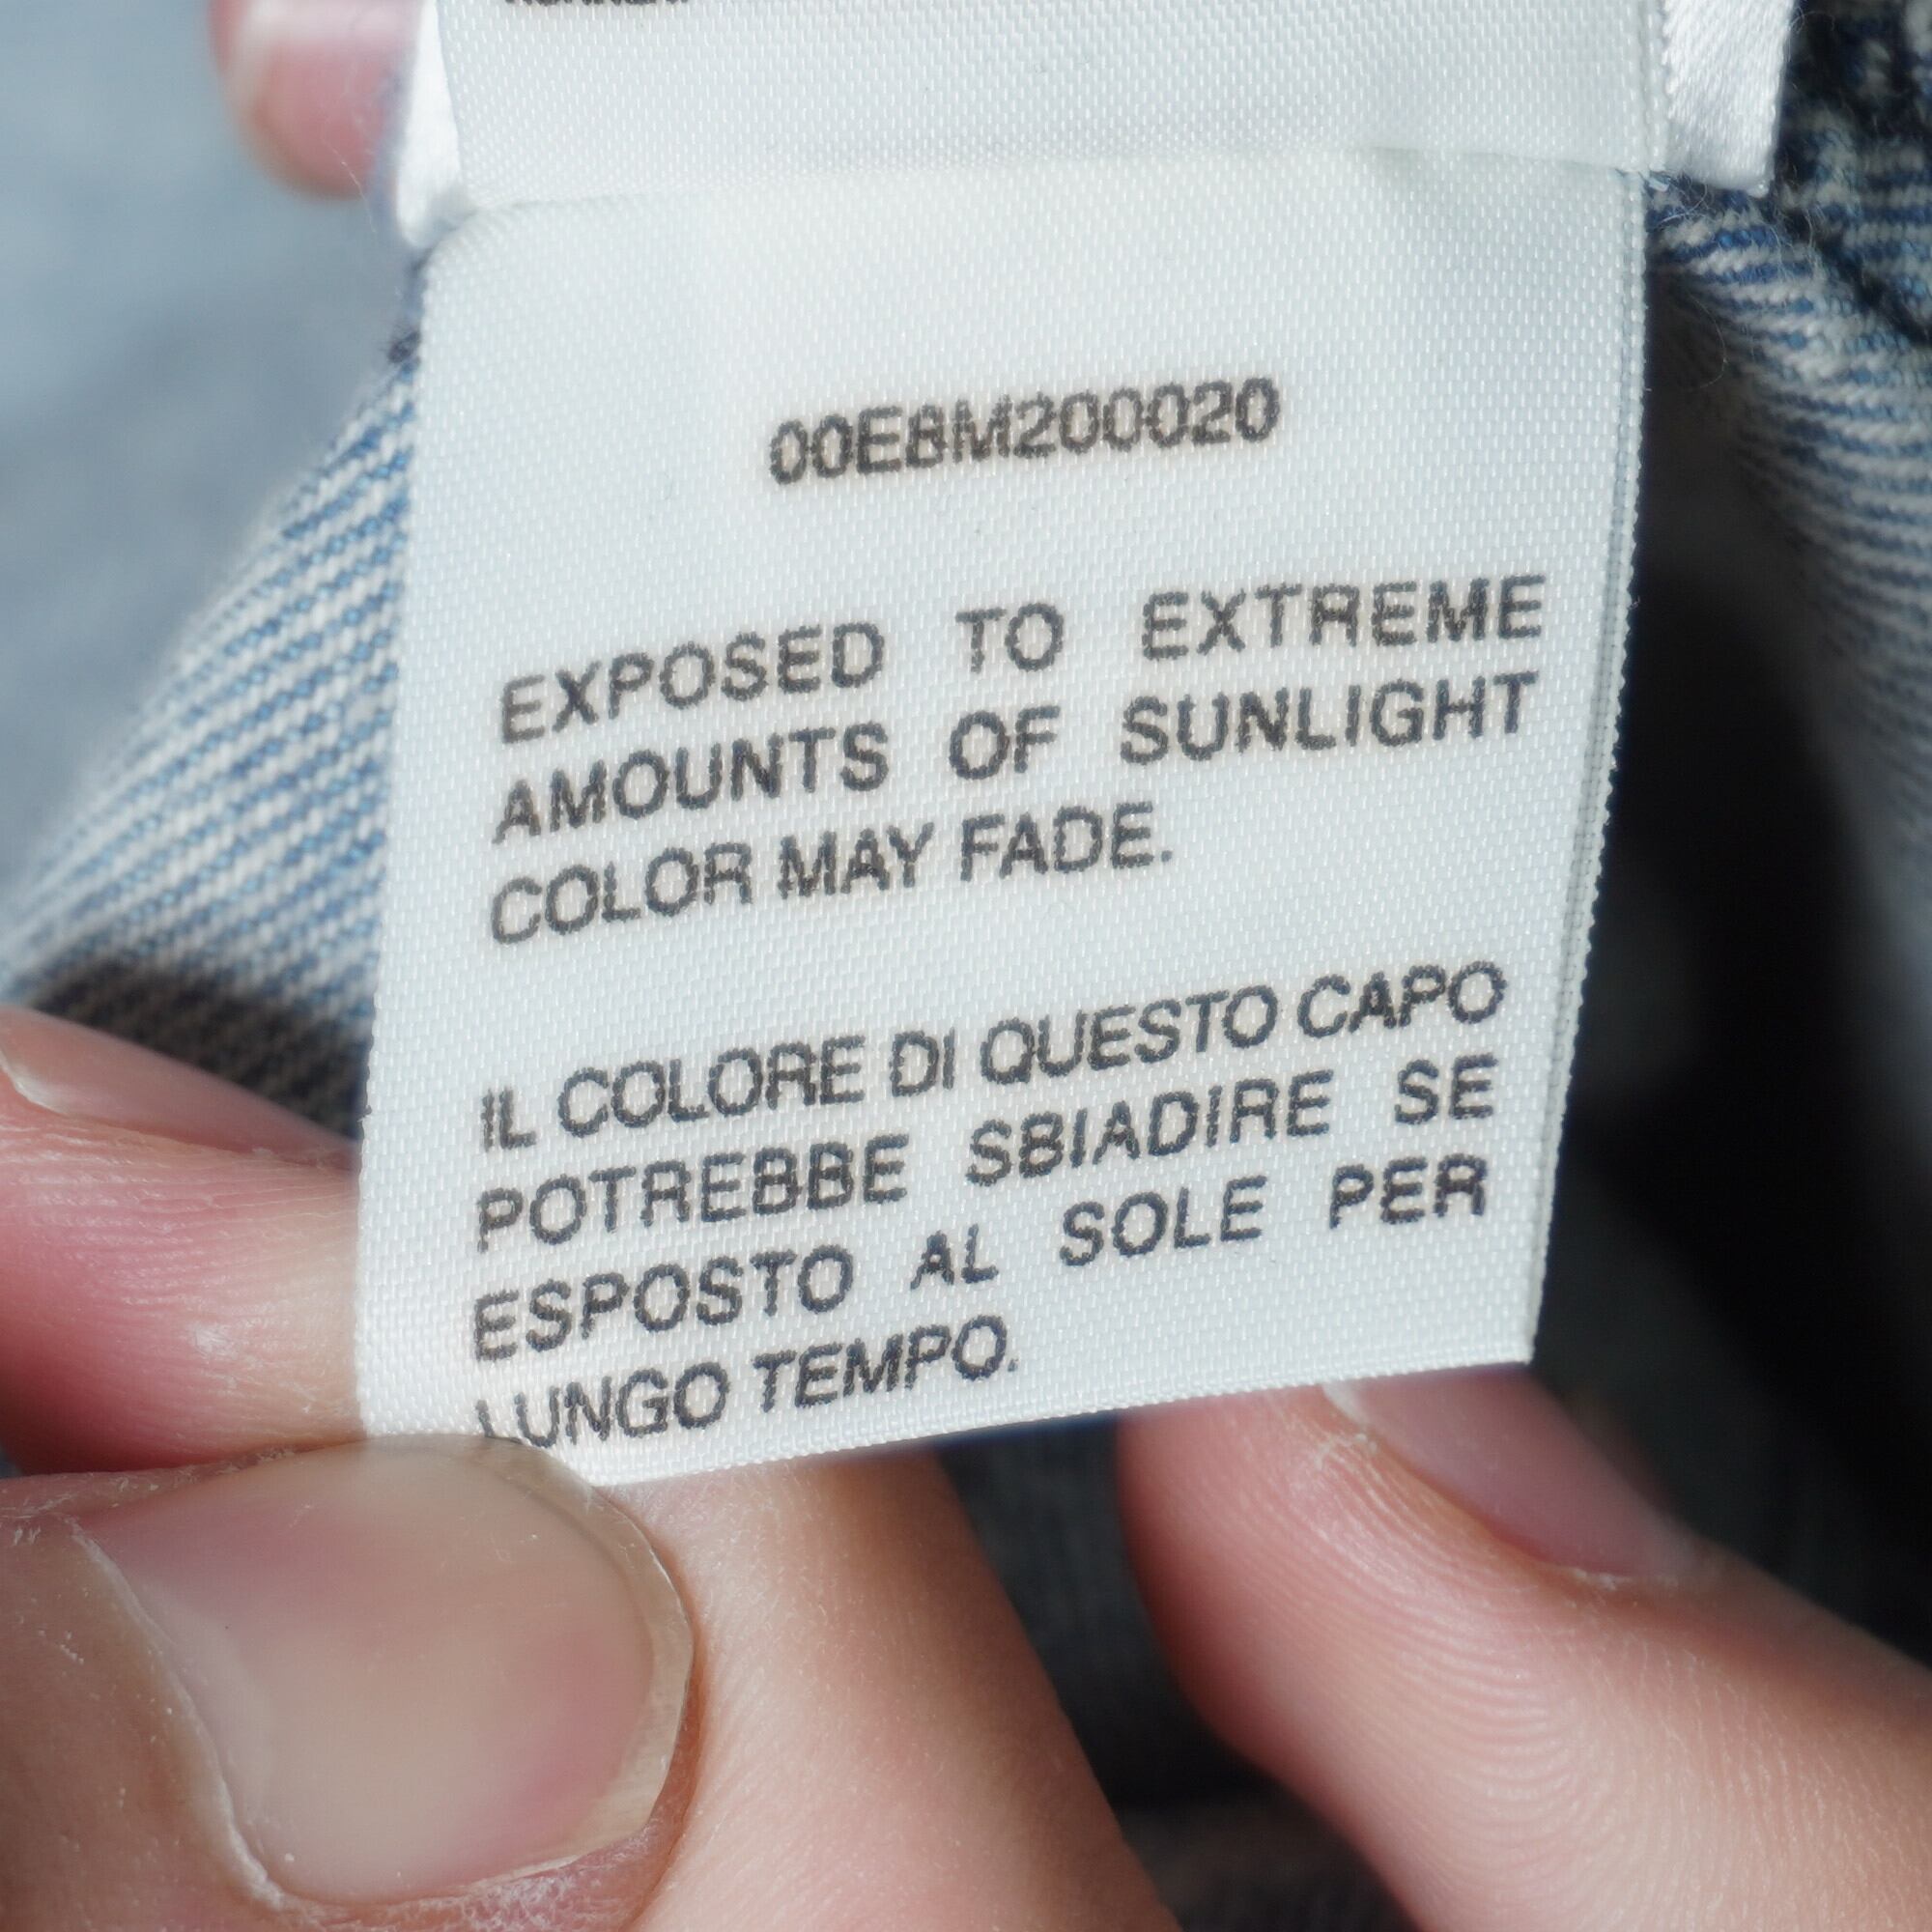 00E8M200020
EXPOSED TO EXTREME
AMOUNTS OF SUNLIGHT
COLOR MAY FADE.
IL COLORE DI QUESTO CAPO
POTREBBE SBIADIRE SE
ESPOSTO AL SOLE PER
LUNGO TEMPO.